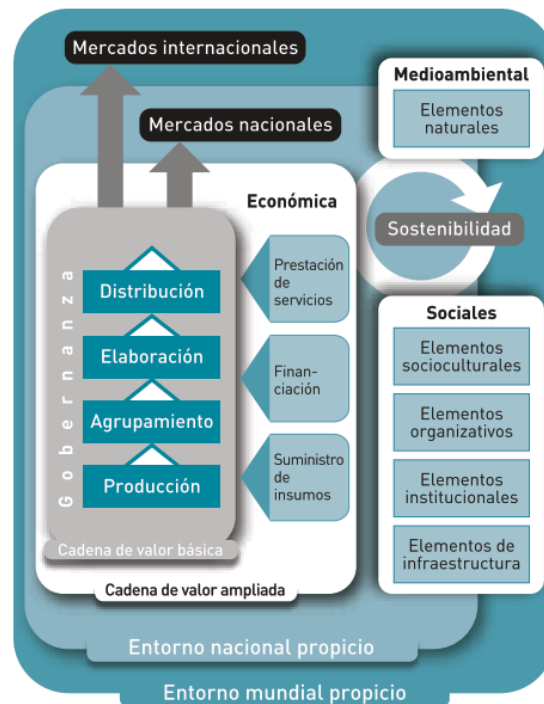 Mercados internacionales
Mercados nacionales
Medioambiental
Elementos
naturales
Sostenibilidad
Económica
Gobernanza
Distribución
Elaboración
Agrupamiento
Producción
Cadena de valor básica
Prestación
de
servicios
Finan-
ciación
Suministro
de
insumos
Cadena de valor ampliada
Sociales
Elementos
socioculturales
Elementos
organizativos
Elementos
institucionales
Elementos de
infraestructura
Entorno nacional propicio
Entorno mundial propicio